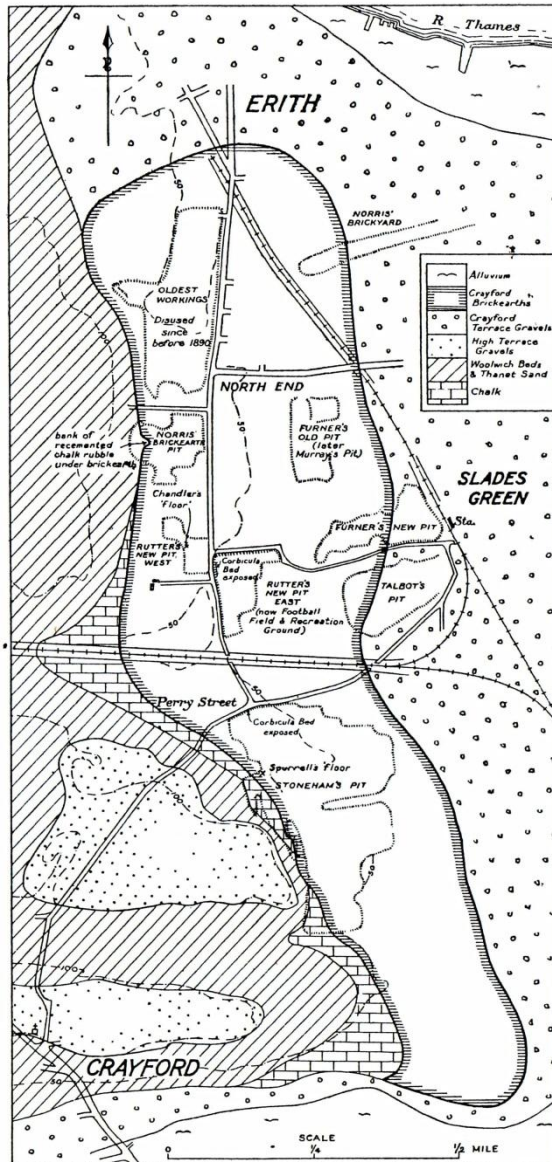 R Thames
ERITH
NORRIS'
BRICKYARD
50
OLDEST
WORKINGS
Disused
since
before 1890
Alluvium
Crayford
Brickearths
Crayford
Terrace Gravels
High Terrace
Gravels
Woolwich Beds
& Thanet Sand
Chalk
NORTH END
50
bank of
recemented
chalk rubble
under brickearth
NORRIS'
BRICKEARTH
PIT
FURNER'S
OLD PIT
(later
Murray's Pit)
Chandler's
'Floor'
SLADES
GREEN
Sta.
FURNER'S NEW PIT
RUTTER'S
NEW PIT
WEST
Corbicula
Bed
exposed
RUTTER'S
NEW PIT
EAST
(now Football
Field & Recreation
Ground)
TALBOT'S
PIT
50
50
Perry Street
Corbicula Bed
exposed
Spurrell's 'floor'
STONEHAM'S PIT
100
50
100
CRAYFORD
50
SCALE
0 1/4 1/2 MILE